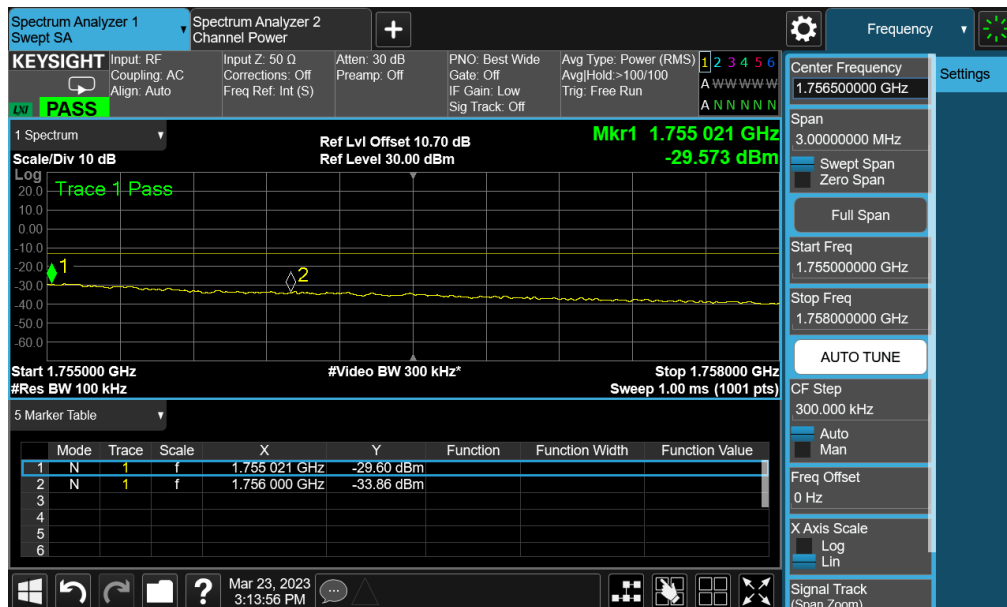 Spectrum Analyzer 1
Swept SA
Spectrum Analyzer 2
Channel Power
Frequency
KEYSIGHT
Input: RF
Coupling: AC
Align: Auto
Input Z: 50 Ω
Corrections: Off
Freq Ref: Int (S)
Atten: 30 dB
Preamp: Off
PNO: Best Wide
Gate: Off
IF Gain: Low
Sig Track: Off
Avg Type: Power (RMS)
Avg|Hold:>100/100
Trig: Free Run
1 2 3 4 5 6
A W W W W W
A N N N N N
LXI
PASS
1 Spectrum
Scale/Div 10 dB
Ref Lvl Offset 10.70 dB
Ref Level 30.00 dBm
Mkr1 1.755 021 GHz
-29.573 dBm
Log
Trace 1 Pass
20.0
10.0
0.00
-10.0
-20.0
-30.0
-40.0
-50.0
-60.0
1
2
Start 1.755000 GHz
#Video BW 300 kHz*
Stop 1.758000 GHz
#Res BW 100 kHz
Sweep 1.00 ms (1001 pts)
5 Marker Table
Mode Trace Scale X Y Function Function Width Function Value
1 N 1 f 1.755 021 GHz -29.60 dBm
2 N 1 f 1.756 000 GHz -33.86 dBm
3
4
5
6
Mar 23, 2023
3:13:56 PM
Center Frequency
1.756500000 GHz
Settings
Span
3.00000000 MHz
Swept Span
Zero Span
Full Span
Start Freq
1.755000000 GHz
Stop Freq
1.758000000 GHz
AUTO TUNE
CF Step
300.000 kHz
Auto
Man
Freq Offset
0 Hz
X Axis Scale
Log
Lin
Signal Track
(Span Zoom)